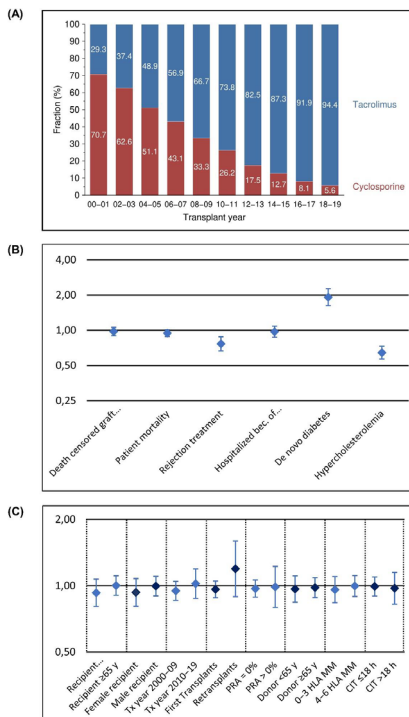 (A)
Fraction (%)
100
90
80
70
60
50
40
30
20
10
0
29.3 37.4 48.9 56.9 66.7 73.8 82.5 87.3 91.9 94.4
70.7 62.6 51.1 43.1 33.3 26.2 17.5 12.7 8.1 5.6
Tacrolimus
Cyclosporine
00–01 02–03 04–05 06–07 08–09 10–11 12–13 14–15 16–17 18–19
Transplant year
(B)
4,00
2,00
1,00
0,50
0,25
Death censored graft...
Patient mortality
Rejection treatment
Hospitalized bec. of...
De novo diabetes
Hypercholesterolemia
(C)
2,00
1,00
0,50
Recipient...
Recipient ≥65 y
Female recipient
Male recipient
Tx year 2000–09
Tx year 2010–19
First Transplants
Retransplants
PRA = 0%
PRA > 0%
Donor <65 y
Donor ≥65 y
0–3 HLA MM
4–6 HLA MM
CIT ≤18 h
CIT >18 h